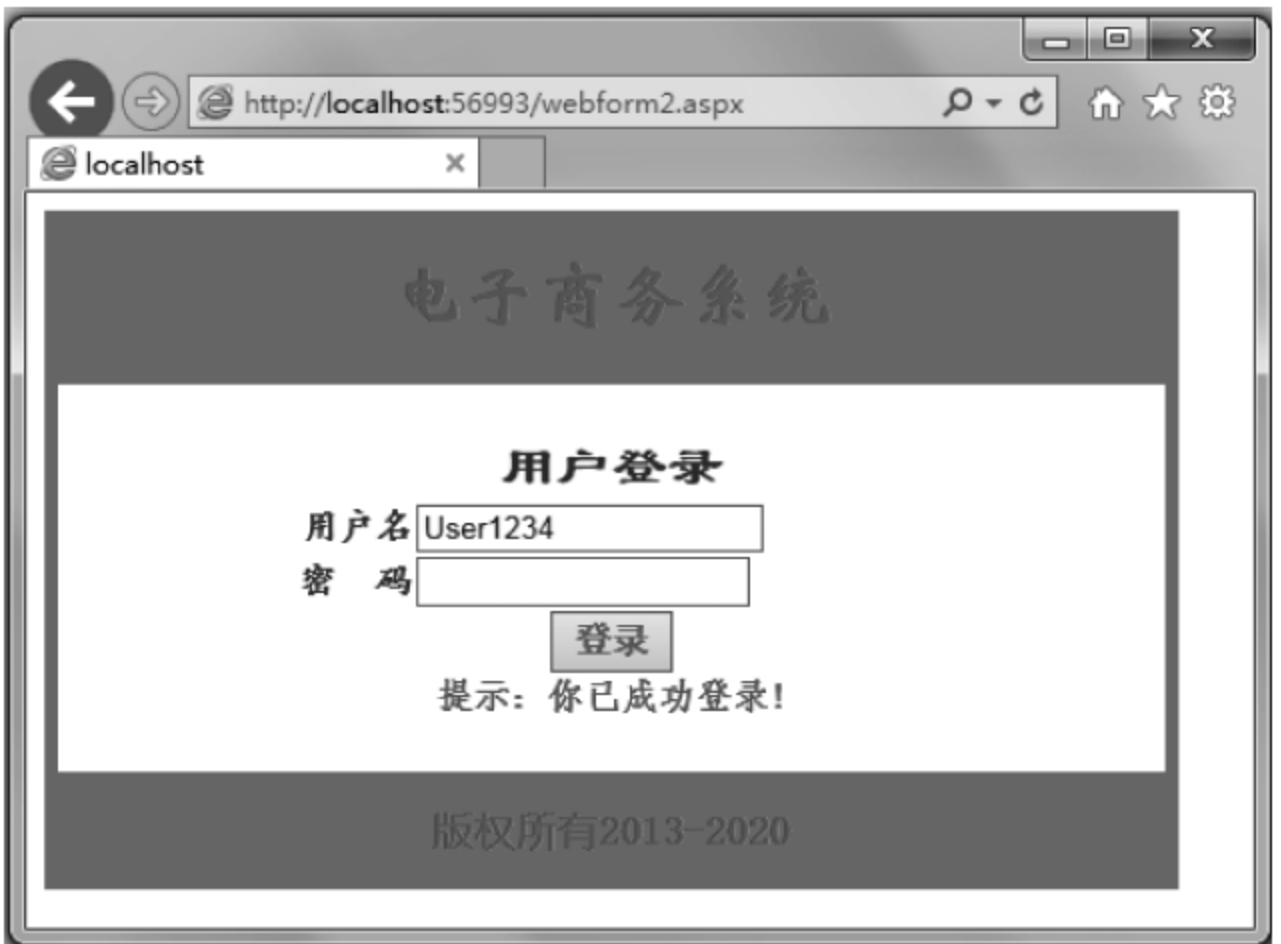 http://localhost:56993/webform2.aspx
localhost
电子商务系统
用户登录
用户名 User1234
密 码
登录
提示：你已成功登录!
版权所有2013-2020